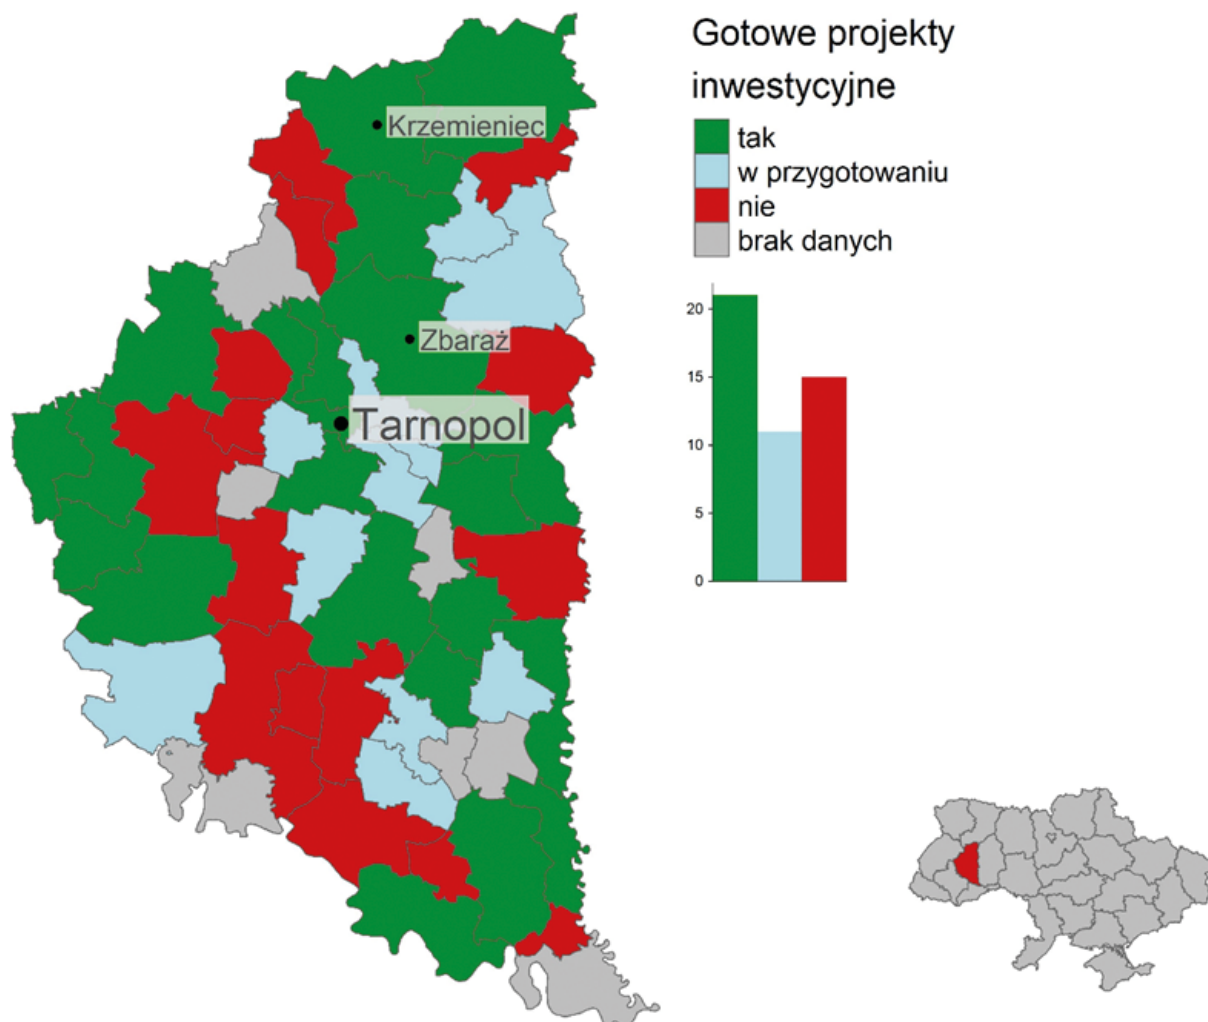 Gotowe projekty
inwestycyjne
tak
w przygotowaniu
nie
brak danych
Krzemieniec
Zbaraż
Tarnopol
20
15
10
5
0